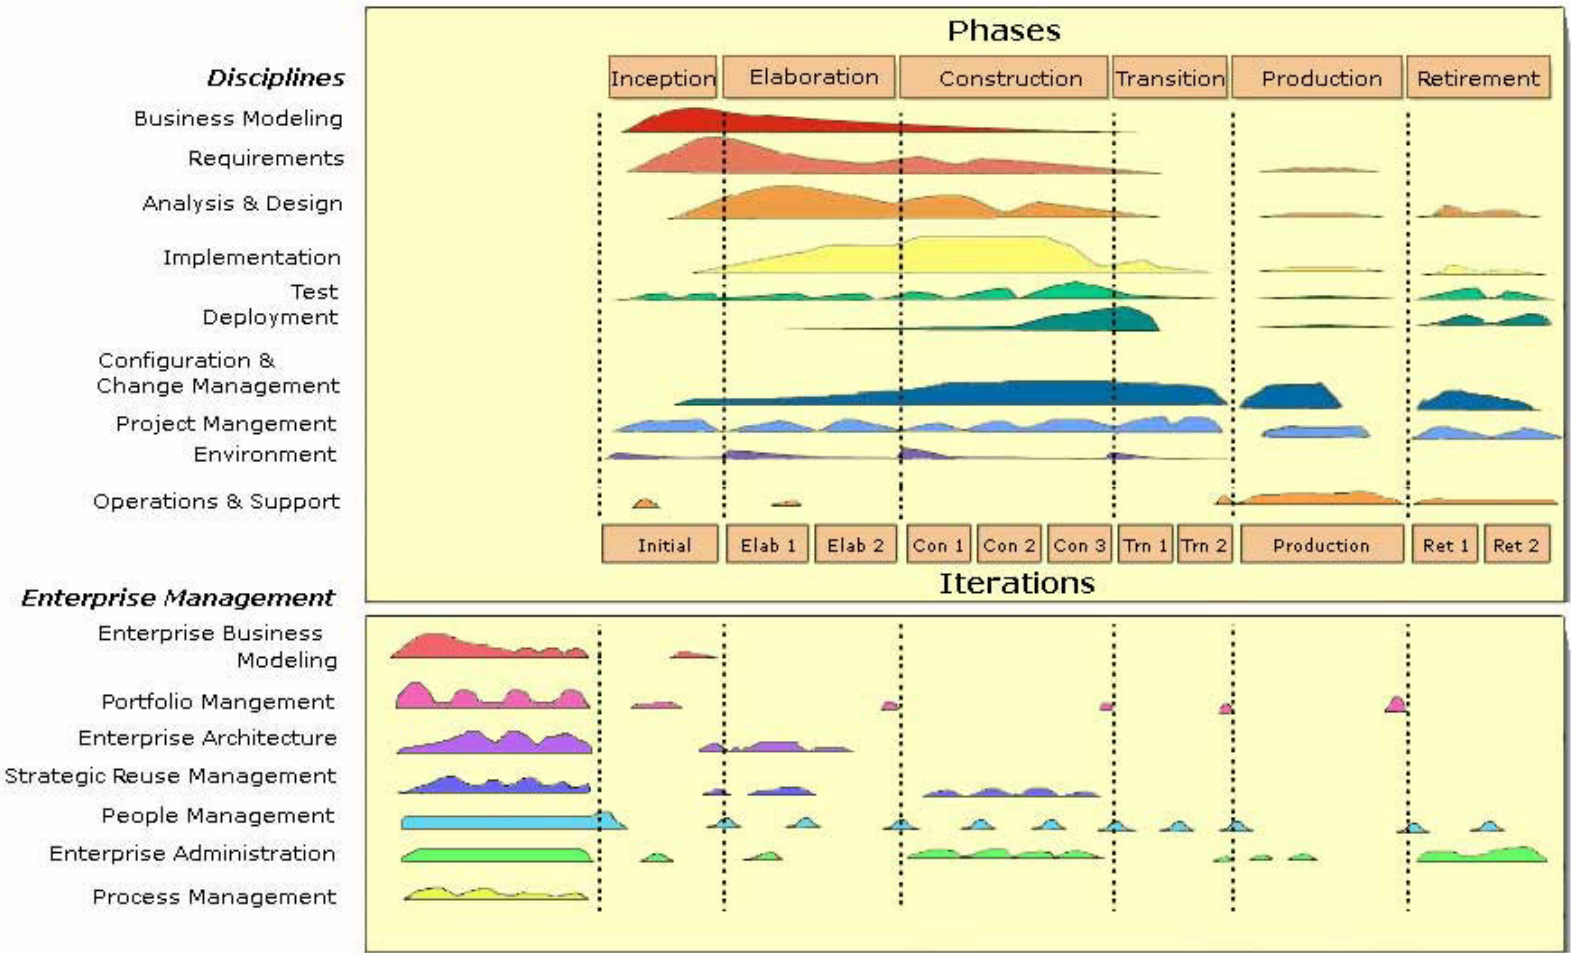 Phases
Disciplines
Inception Elaboration Construction Transition Production Retirement
Business Modeling
Requirements
Analysis & Design
Implementation
Test
Deployment
Configuration &
Change Management
Project Mangement
Environment
Operations & Support
Initial Elab 1 Elab 2 Con 1 Con 2 Con 3 Trn 1 Trn 2 Production Ret 1 Ret 2
Iterations
Enterprise Management
Enterprise Business
Modeling
Portfolio Mangement
Enterprise Architecture
Strategic Reuse Management
People Management
Enterprise Administration
Process Management